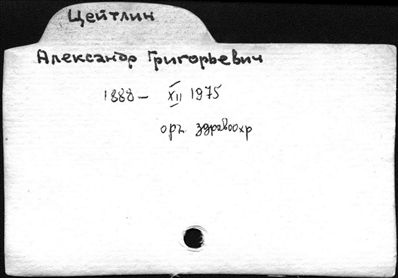 Цейтлин
Александр Григорьевич
1888 – XII 1975
орг. здравоохр